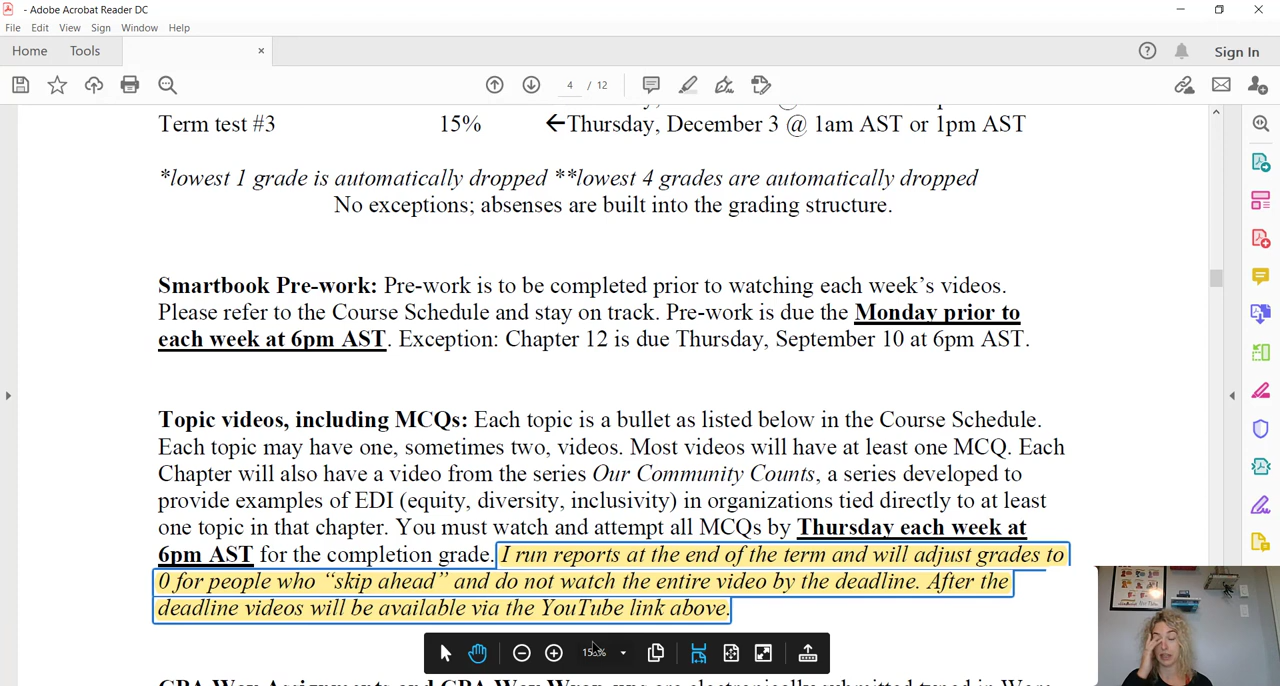 - Adobe Acrobat Reader DC
File Edit View Sign Window Help
Home Tools
Sign In
4 / 12
Term test #3 15% ←Thursday, December 3 @ 1am AST or 1pm AST
*lowest 1 grade is automatically dropped **lowest 4 grades are automatically dropped
No exceptions; absenses are built into the grading structure.
Smartbook Pre-work: Pre-work is to be completed prior to watching each week’s videos.
Please refer to the Course Schedule and stay on track. Pre-work is due the Monday prior to
each week at 6pm AST. Exception: Chapter 12 is due Thursday, September 10 at 6pm AST.
Topic videos, including MCQs: Each topic is a bullet as listed below in the Course Schedule.
Each topic may have one, sometimes two, videos. Most videos will have at least one MCQ. Each
Chapter will also have a video from the series Our Community Counts, a series developed to
provide examples of EDI (equity, diversity, inclusivity) in organizations tied directly to at least
one topic in that chapter. You must watch and attempt all MCQs by Thursday each week at
6pm AST for the completion grade. I run reports at the end of the term and will adjust grades to
0 for people who “skip ahead” and do not watch the entire video by the deadline. After the
deadline videos will be available via the YouTube link above.